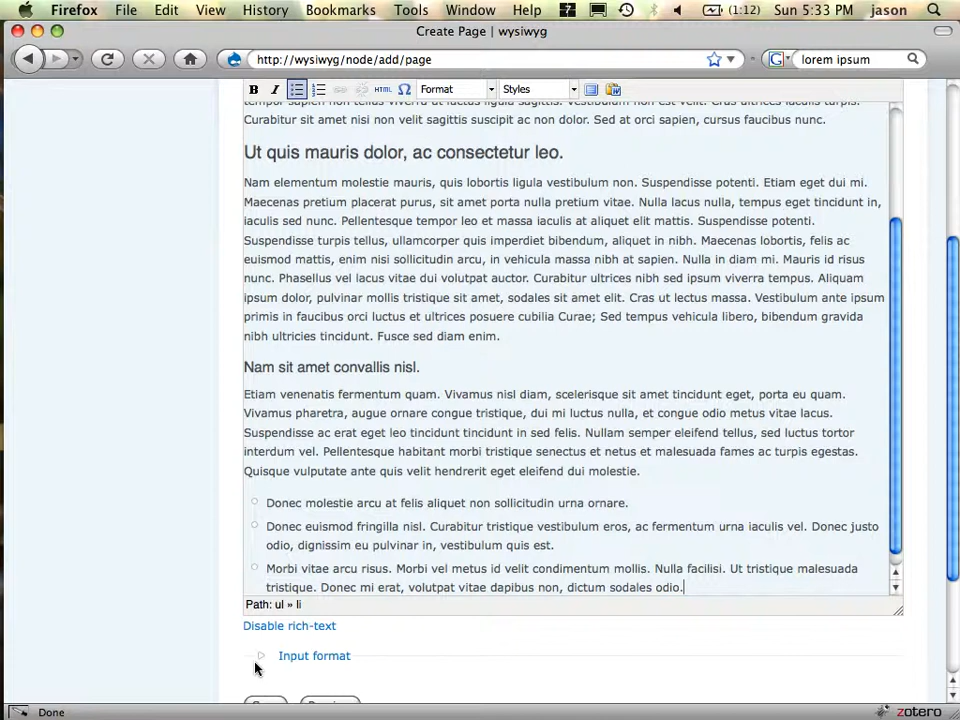 Firefox File Edit View History Bookmarks Tools Window Help (1:12) Sun 5:33 PM jason
Create Page | wysiwyg
http://wysiwyg/node/add/page lorem ipsum
B I HTML Ω Format Styles
Curabitur sit amet nisi non velit sagittis suscipit ac non dolor. Sed at orci sapien, cursus faucibus nunc.
Ut quis mauris dolor, ac consectetur leo.
Nam elementum molestie mauris, quis lobortis ligula vestibulum non. Suspendisse potenti. Etiam eget dui mi.
Maecenas pretium placerat purus, sit amet porta nulla pretium vitae. Nulla lacus nulla, tempus eget tincidunt in,
iaculis sed nunc. Pellentesque tempor leo et massa iaculis at aliquet elit mattis. Suspendisse potenti.
Suspendisse turpis tellus, ullamcorper quis imperdiet bibendum, aliquet in nibh. Maecenas lobortis, felis ac
euismod mattis, enim nisi sollicitudin arcu, in vehicula massa nibh at sapien. Nulla in diam mi. Mauris id risus
nunc. Phasellus vel lacus vitae dui volutpat auctor. Curabitur ultrices nibh sed ipsum viverra tempus. Aliquam
ipsum dolor, pulvinar mollis tristique sit amet, sodales sit amet elit. Cras ut lectus massa. Vestibulum ante ipsum
primis in faucibus orci luctus et ultrices posuere cubilia Curae; Sed tempus vehicula libero, bibendum gravida
nibh ultricies tincidunt. Fusce sed diam enim.
Nam sit amet convallis nisl.
Etiam venenatis fermentum quam. Vivamus nisl diam, scelerisque sit amet tincidunt eget, porta eu quam.
Vivamus pharetra, augue ornare congue tristique, dui mi luctus nulla, et congue odio metus vitae lacus.
Suspendisse ac erat eget leo tincidunt tincidunt in sed felis. Nullam semper eleifend tellus, sed luctus tortor
interdum vel. Pellentesque habitant morbi tristique senectus et netus et malesuada fames ac turpis egestas.
Quisque vulputate ante quis velit hendrerit eget eleifend dui molestie.
Donec molestie arcu at felis aliquet non sollicitudin urna ornare.
Donec euismod fringilla nisl. Curabitur tristique vestibulum eros, ac fermentum urna iaculis vel. Donec justo
odio, dignissim eu pulvinar in, vestibulum quis est.
Morbi vitae arcu risus. Morbi vel metus id velit condimentum mollis. Nulla facilisi. Ut tristique malesuada
tristique. Donec mi erat, volutpat vitae dapibus non, dictum sodales odio.
Path: ul » li
Disable rich-text
Input format
Done zotero